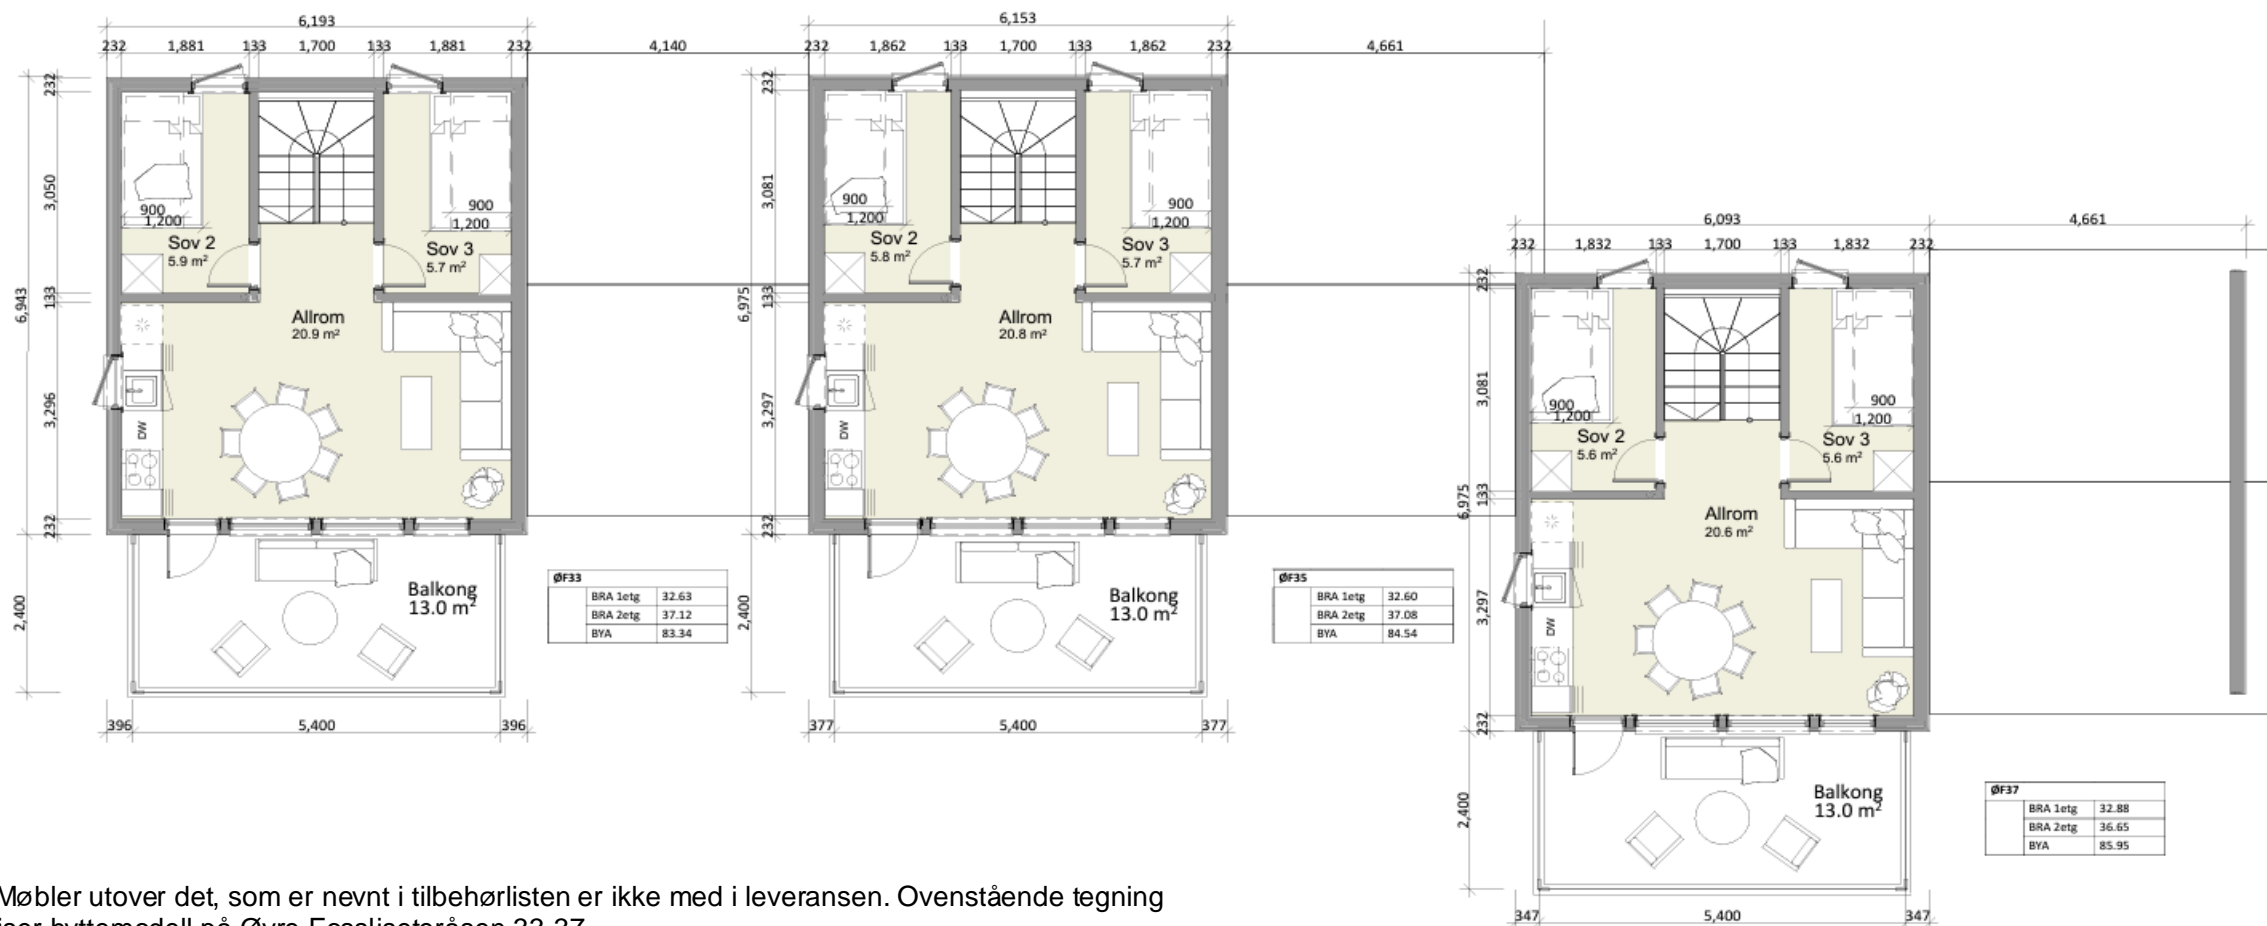 6,193
232 1,881 133 1,700 133 1,881 232
4,140
6,153
232 1,862 133 1,700 133 1,862 232
4,661
232
3,050
133
3,296
232
6,943
2,400
900
1,200
Sov 2
5.9 m²
900
1,200
Sov 3
5.7 m²
Allrom
20.9 m²
DW
Balkong
13.0 m²
396 5,400 396
ØF33
BRA 1etg 32.63
BRA 2etg 37.12
BYA 83.34
232
3,081
133
3,297
232
6,975
2,400
900
1,200
Sov 2
5.8 m²
900
1,200
Sov 3
5.7 m²
Allrom
20.8 m²
DW
Balkong
13.0 m²
377 5,400 377
ØF35
BRA 1etg 32.60
BRA 2etg 37.08
BYA 84.54
6,093
4,661
232 1,832 133 1,700 133 1,832 232
232
3,081
133
3,297
232
6,975
2,400
900
1,200
Sov 2
5.6 m²
900
1,200
Sov 3
5.6 m²
Allrom
20.6 m²
DW
Balkong
13.0 m²
347 5,400 347
ØF37
BRA 1etg 32.88
BRA 2etg 36.65
BYA 85.95
Møbler utover det, som er nevnt i tilbehørlisten er ikke med i leveransen. Ovenstående tegning